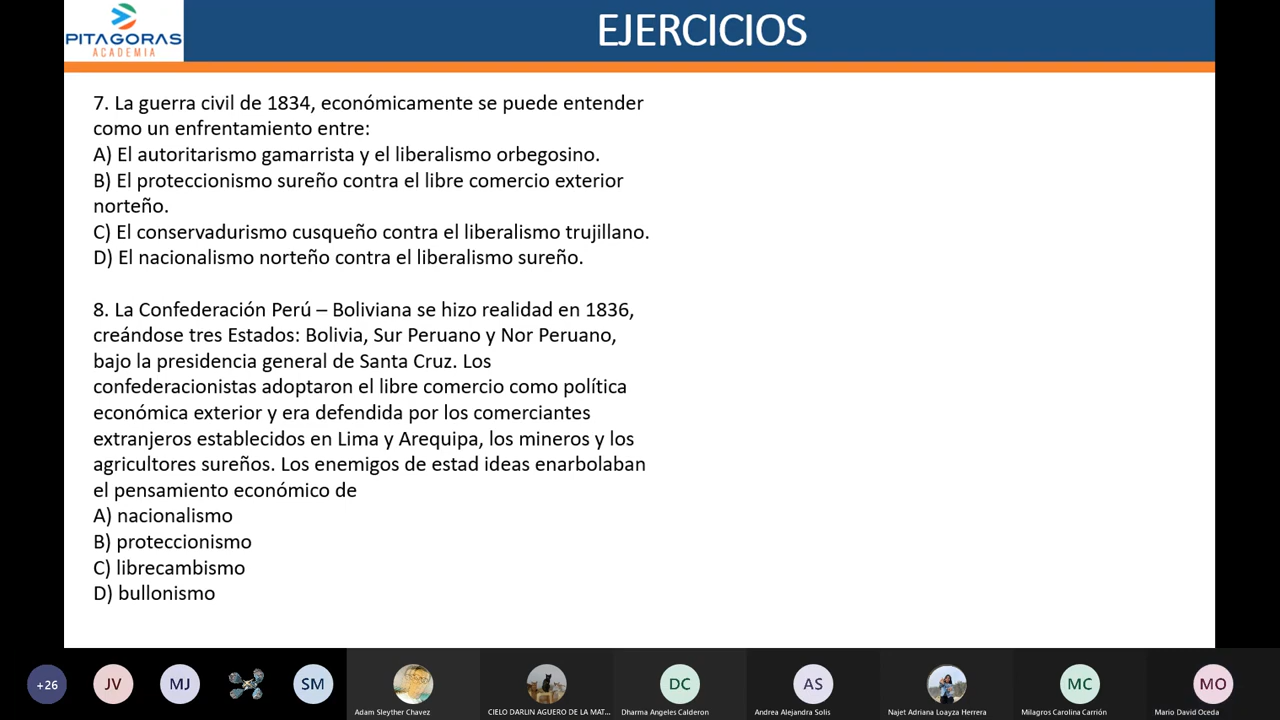 PITAGORAS
ACADEMIA
EJERCICIOS
7. La guerra civil de 1834, económicamente se puede entender
como un enfrentamiento entre:
A) El autoritarismo gamarrista y el liberalismo orbegosino.
B) El proteccionismo sureño contra el libre comercio exterior
norteño.
C) El conservadurismo cusqueño contra el liberalismo trujillano.
D) El nacionalismo norteño contra el liberalismo sureño.
8. La Confederación Perú – Boliviana se hizo realidad en 1836,
creándose tres Estados: Bolivia, Sur Peruano y Nor Peruano,
bajo la presidencia general de Santa Cruz. Los
confederacionistas adoptaron el libre comercio como política
económica exterior y era defendida por los comerciantes
extranjeros establecidos en Lima y Arequipa, los mineros y los
agricultores sureños. Los enemigos de estad ideas enarbolaban
el pensamiento económico de
A) nacionalismo
B) proteccionismo
C) librecambismo
D) bullonismo
+26 JV MJ SM DC AS MC MO
Adam Sleyther Chavez CIELO DARLIN AGUERO DE LA MAT... Dharma Angeles Calderon Andrea Alejandra Solis Najet Adriana Loayza Herrera Milagros Carolina Carrión Mario David Oceda